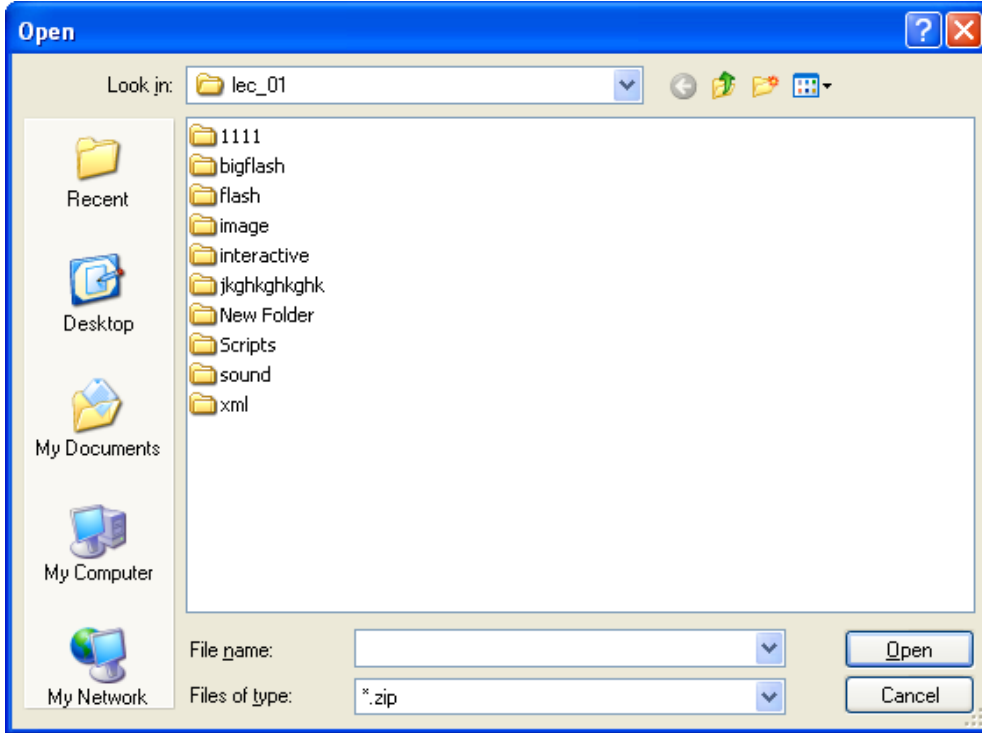 Open
Look in: lec_01
Recent
Desktop
My Documents
My Computer
My Network
1111
bigflash
flash
image
interactive
jkghkghkghk
New Folder
Scripts
sound
xml
File name:
Open
Files of type: *.zip
Cancel